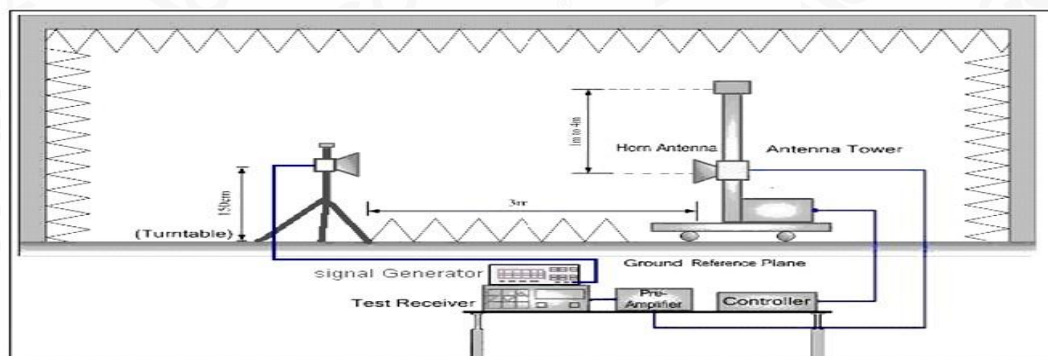 1m to 4m
Horn Antenna
Antenna Tower
150cm
3m
(Turntable)
Ground Reference Plane
signal Generator
Test Receiver
Pre-
Amplifier
Controller